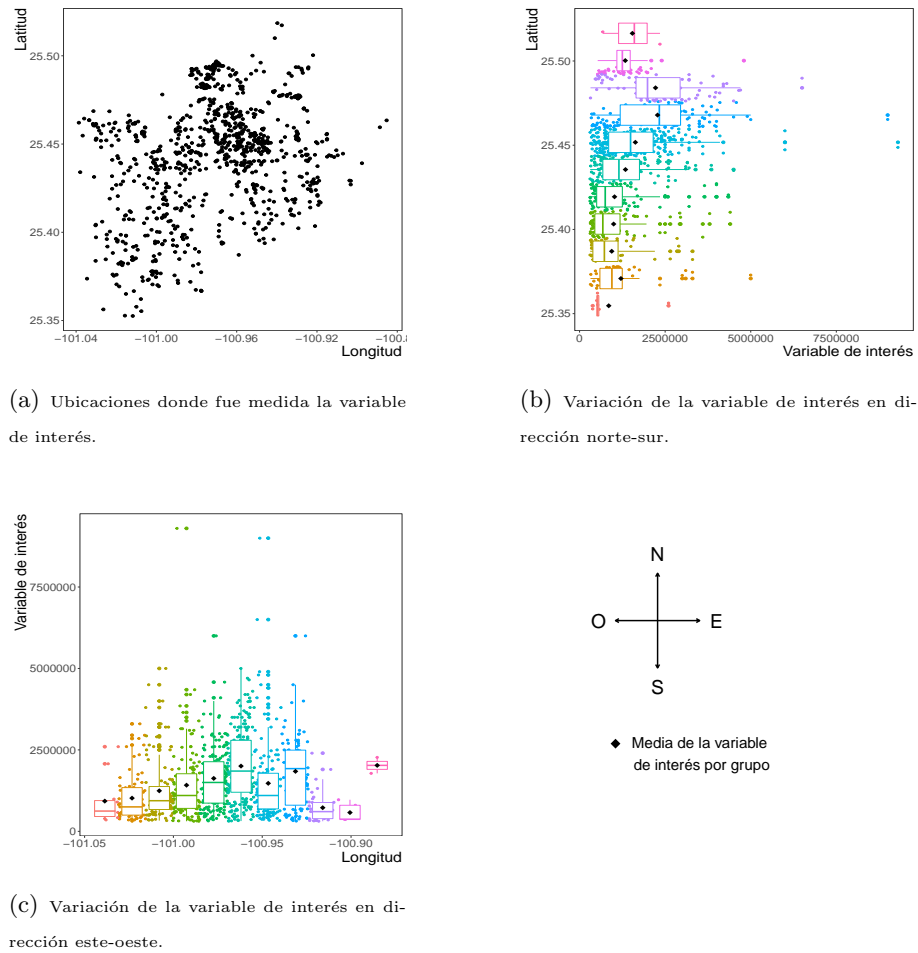 Latitud
25.50
25.45
25.40
25.35
−101.04
−101.00
−100.96
−100.92
Longitud
(a) Ubicaciones donde fue medida la variable
de interés.
Latitud
25.50
25.45
25.40
25.35
0
2500000
5000000
7500000
Variable de interés
(b) Variación de la variable de interés en di-
rección norte-sur.
Variable de interés
7500000
5000000
2500000
0
−101.05
−101.00
−100.95
−100.90
Longitud
(c) Variación de la variable de interés en di-
rección este-oeste.
N
O
E
S
Media de la variable
de interés por grupo